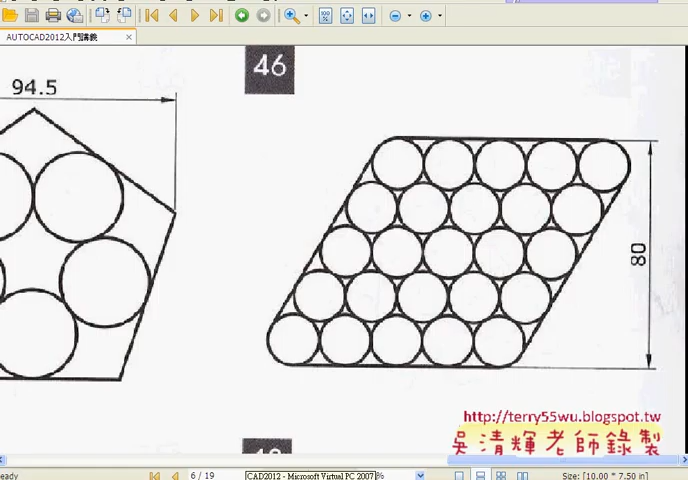 AUTOCAD2012入門講義
46
94.5
80
http://terry55wu.blogspot.tw
吳清輝老師錄製
eady
6 / 19
CAD2012 - Microsoft Virtual PC 2007
%
Size: [10.00 * 7.50 in]